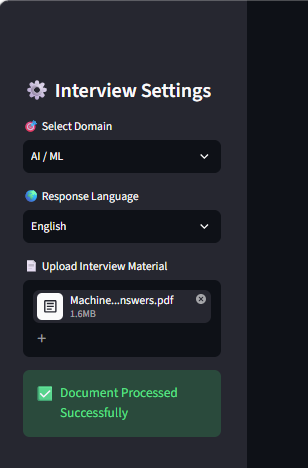 Interview Settings
Select Domain
AI / ML
Response Language
English
Upload Interview Material
Machine...nswers.pdf
1.6MB
+
Document Processed
Successfully